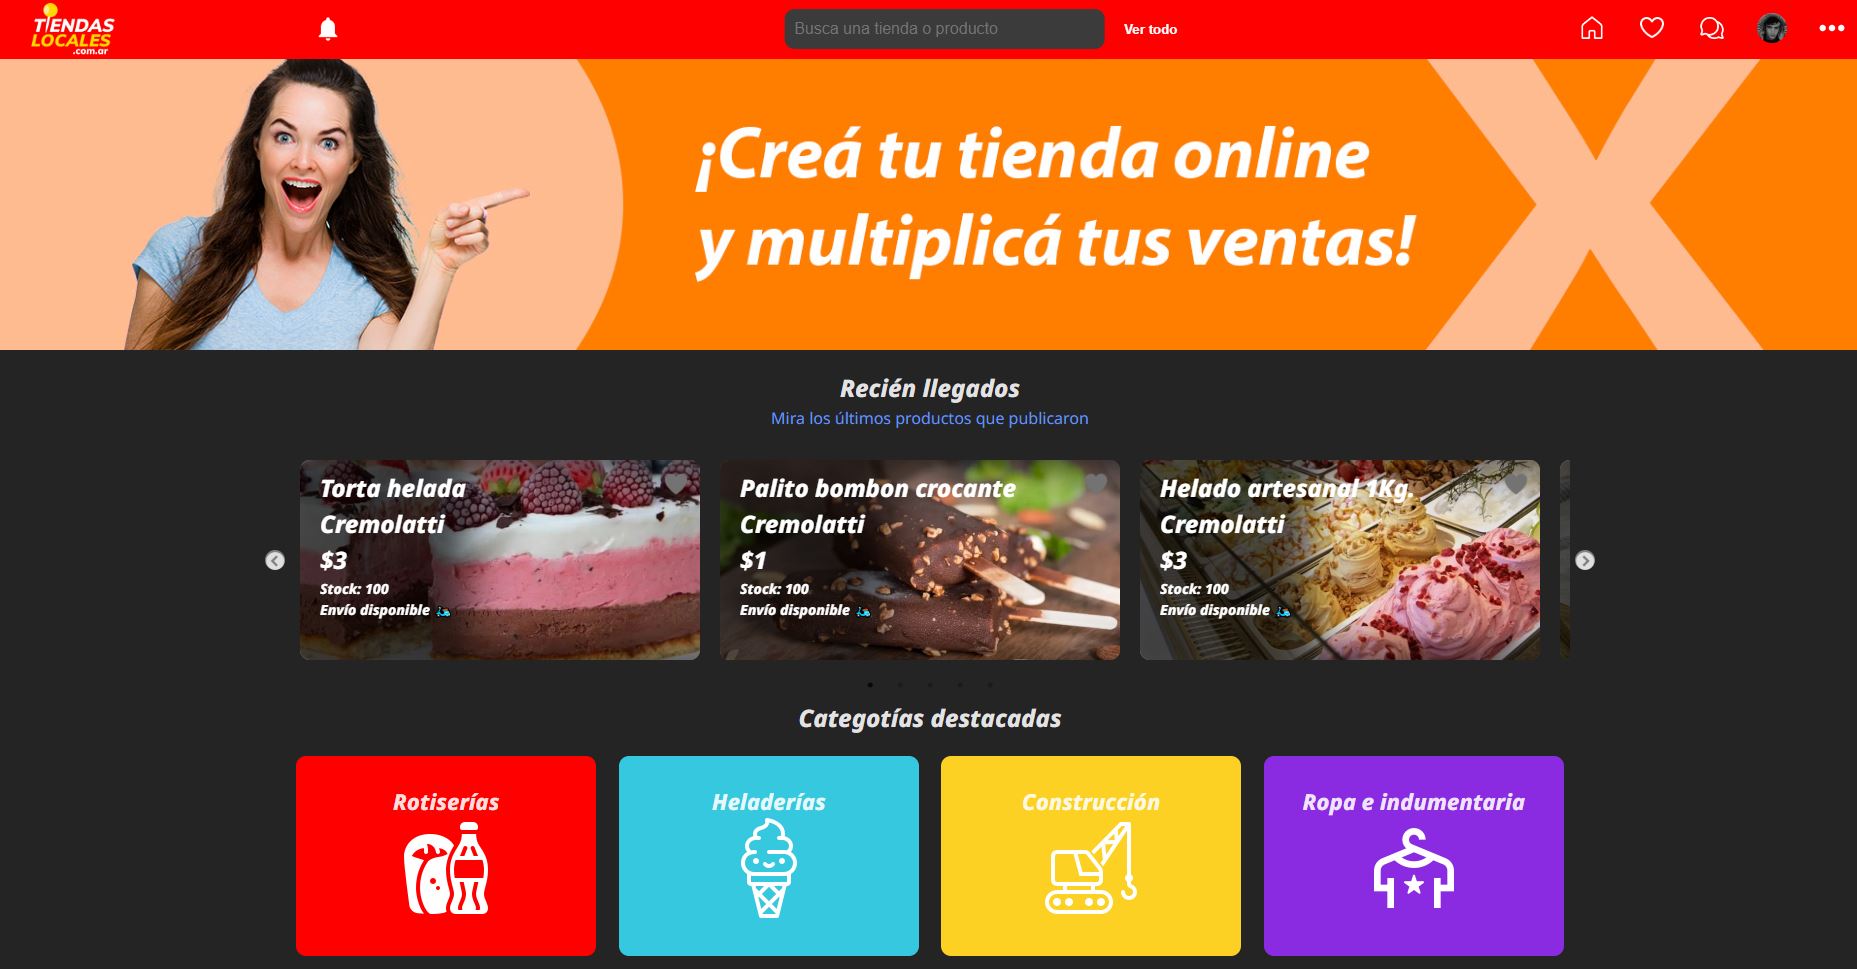 TIENDAS
LOCALES
.com.ar
Busca una tienda o producto
Ver todo
¡Creá tu tienda online
y multiplicá tus ventas!
Recién llegados
Mira los últimos productos que publicaron
Torta helada
Cremolatti
$3
Stock: 100
Envío disponible
Palito bombon crocante
Cremolatti
$1
Stock: 100
Envío disponible
Helado artesanal 1Kg.
Cremolatti
$3
Stock: 100
Envío disponible
Categotías destacadas
Rotiserías
Heladerías
Construcción
Ropa e indumentaria